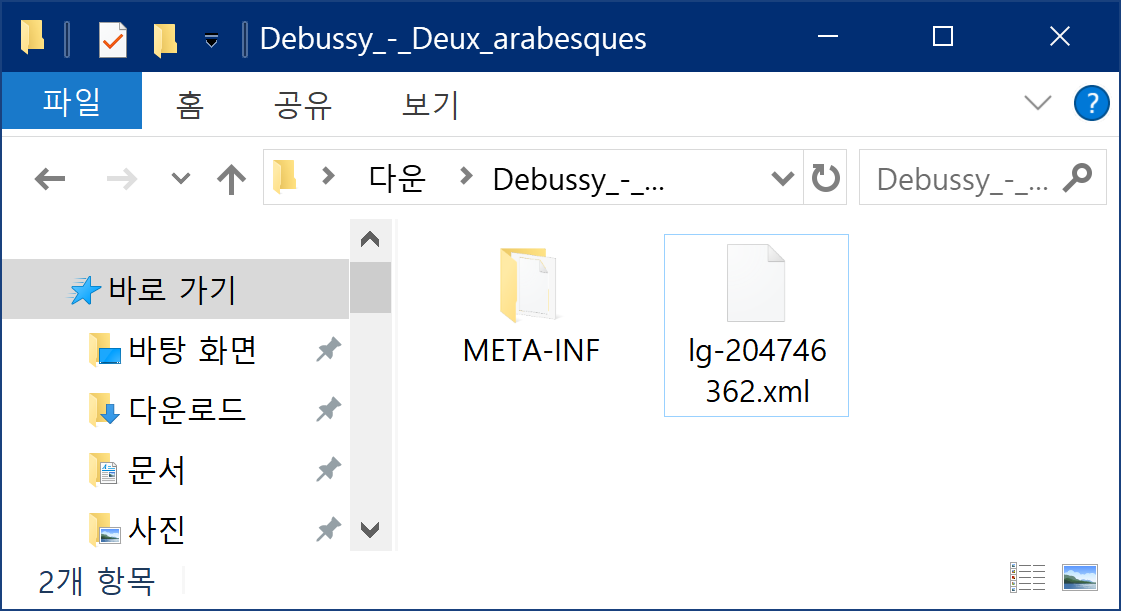 Debussy_-_Deux_arabesques
파일 홈 공유 보기 ?
다운 Debussy_-_... Debussy_-_...
바로 가기
바탕 화면
다운로드
문서
사진
META-INF
lg-204746
362.xml
2개 항목